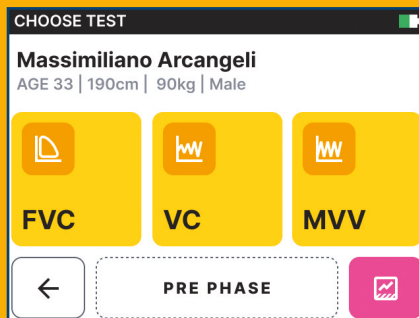 CHOOSE TEST
Massimiliano Arcangeli
AGE 33 | 190cm | 90kg | Male
FVC VC MVV
PRE PHASE